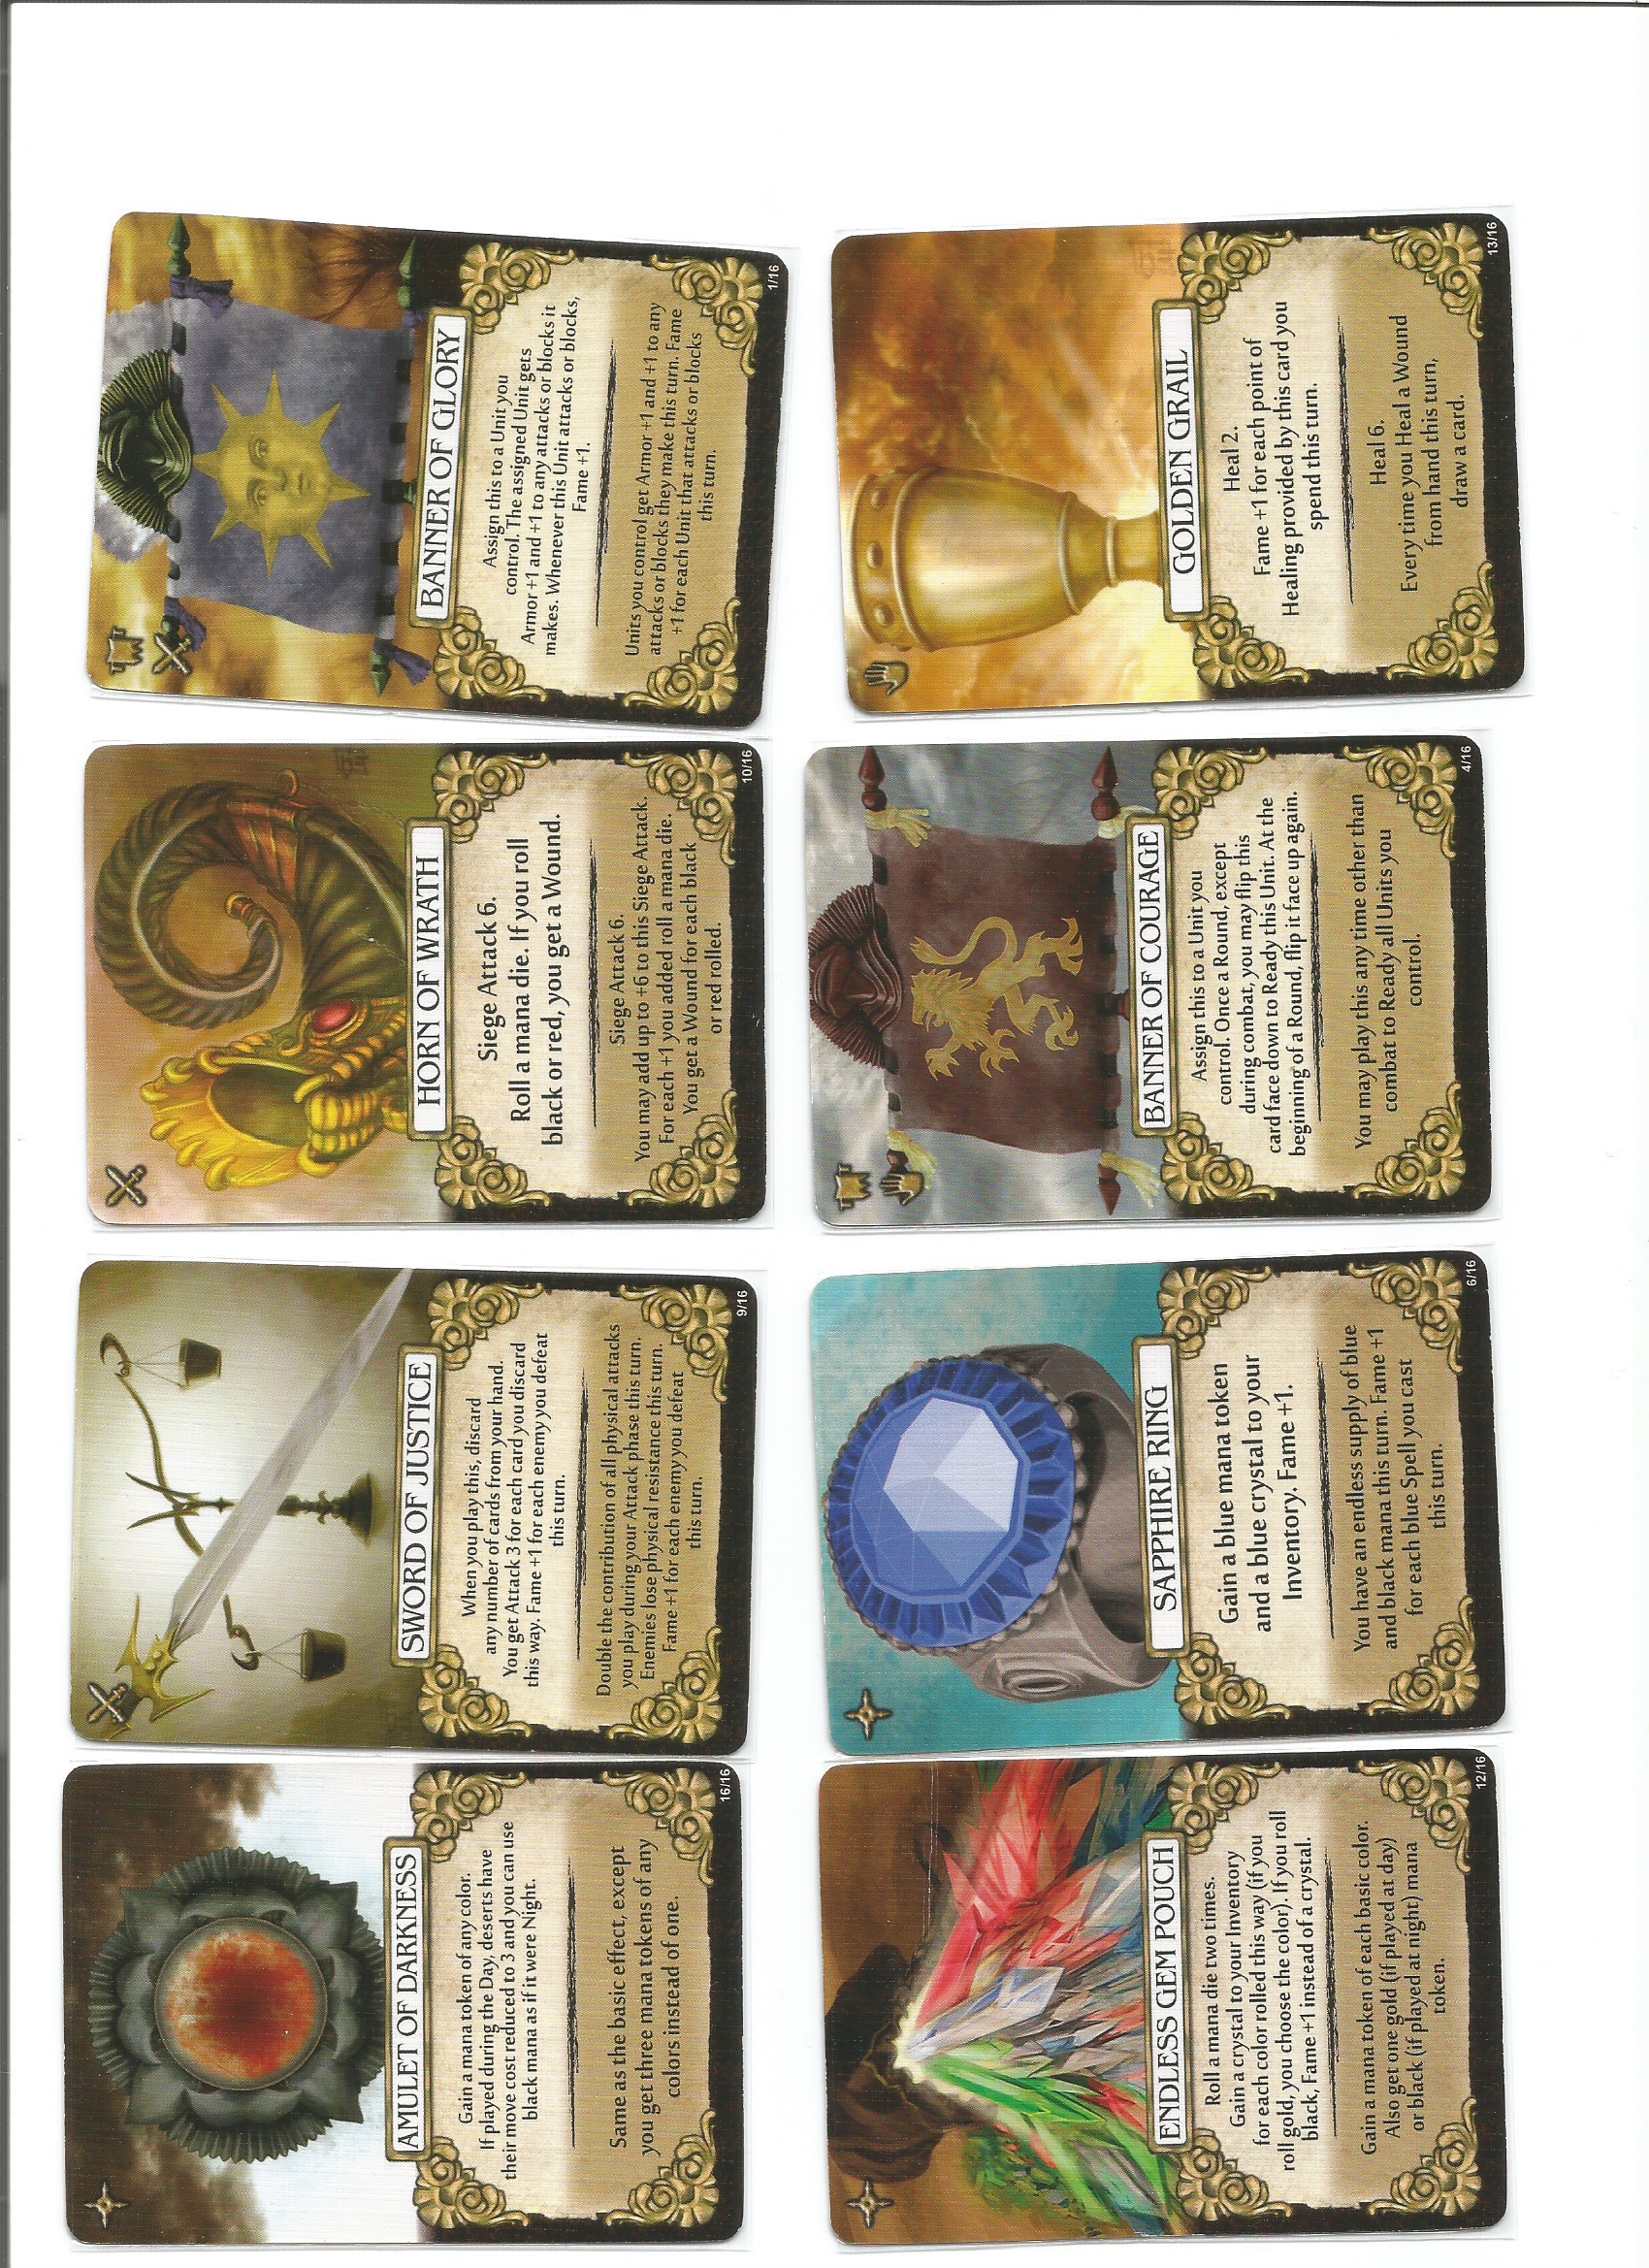 AMULET OF DARKNESS
Gain a mana token of any color.
If played during the Day, deserts have
their move cost reduced to 3 and you can use
black mana as if it were Night.
Same as the basic effect, except
you get three mana tokens of any
colors instead of one.
16/16
SWORD OF JUSTICE
When you play this, discard
any number of cards from your hand.
You get Attack 3 for each card you discard
this way. Fame +1 for each enemy you defeat
this turn.
Double the contribution of all physical attacks
you play during your Attack phase this turn.
Enemies lose physical resistance this turn.
Fame +1 for each enemy you defeat
this turn.
9/16
HORN OF WRATH
Siege Attack 6.
Roll a mana die. If you roll
black or red, you get a Wound.
Siege Attack 6.
You may add up to +6 to this Siege Attack.
For each +1 you added roll a mana die.
You get a Wound for each black
or red rolled.
10/16
BANNER OF GLORY
Assign this to a Unit you
control. The assigned Unit gets
Armor +1 and +1 to any attacks or blocks it
makes. Whenever this Unit attacks or blocks,
Fame +1.
Units you control get Armor +1 and +1 to any
attacks or blocks they make this turn. Fame
+1 for each Unit that attacks or blocks
this turn.
1/16
ENDLESS GEM POUCH
Roll a mana die two times.
Gain a crystal to your Inventory
for each color rolled this way (if you
roll gold, you choose the color). If you roll
black, Fame +1 instead of a crystal.
Gain a mana token of each basic color.
Also get one gold (if played at day)
or black (if played at night) mana
token.
12/16
SAPPHIRE RING
Gain a blue mana token
and a blue crystal to your
Inventory. Fame +1.
You have an endless supply of blue
and black mana this turn. Fame +1
for each blue Spell you cast
this turn.
6/16
BANNER OF COURAGE
Assign this to a Unit you
control. Once a Round, except
during combat, you may flip this
card face down to Ready this Unit. At the
beginning of a Round, flip it face up again.
You may play this any time other than
combat to Ready all Units you
control.
4/16
GOLDEN GRAIL
Heal 2.
Fame +1 for each point of
Healing provided by this card you
spend this turn.
Heal 6.
Every time you Heal a Wound
from hand this turn,
draw a card.
13/16